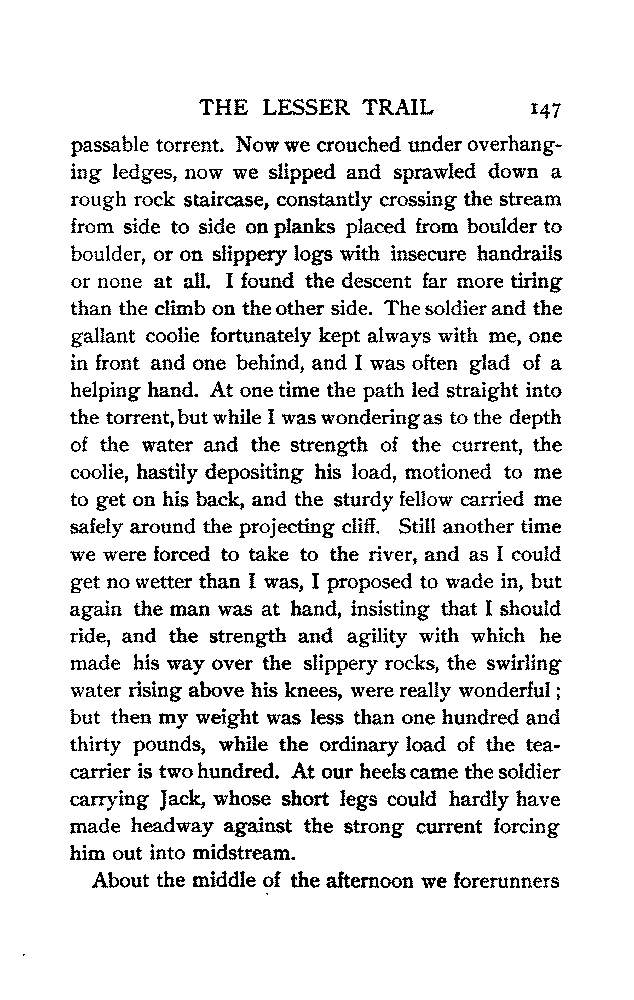 THE LESSER TRAIL 147
passable torrent. Now we crouched under overhang-
ing ledges, now we slipped and sprawled down a
rough rock staircase, constantly crossing the stream
from side to side on planks placed from boulder to
boulder, or on slippery logs with insecure handrails
or none at all. I found the descent far more tiring
than the climb on the other side. The soldier and the
gallant coolie fortunately kept always with me, one
in front and one behind, and I was often glad of a
helping hand. At one time the path led straight into
the torrent, but while I was wondering as to the depth
of the water and the strength of the current, the
coolie, hastily depositing his load, motioned to me
to get on his back, and the sturdy fellow carried me
safely around the projecting cliff. Still another time
we were forced to take to the river, and as I could
get no wetter than I was, I proposed to wade in, but
again the man was at hand, insisting that I should
ride, and the strength and agility with which he
made his way over the slippery rocks, the swirling
water rising above his knees, were really wonderful;
but then my weight was less than one hundred and
thirty pounds, while the ordinary load of the tea-
carrier is two hundred. At our heels came the soldier
carrying Jack, whose short legs could hardly have
made headway against the strong current forcing
him out into midstream.
About the middle of the afternoon we forerunners